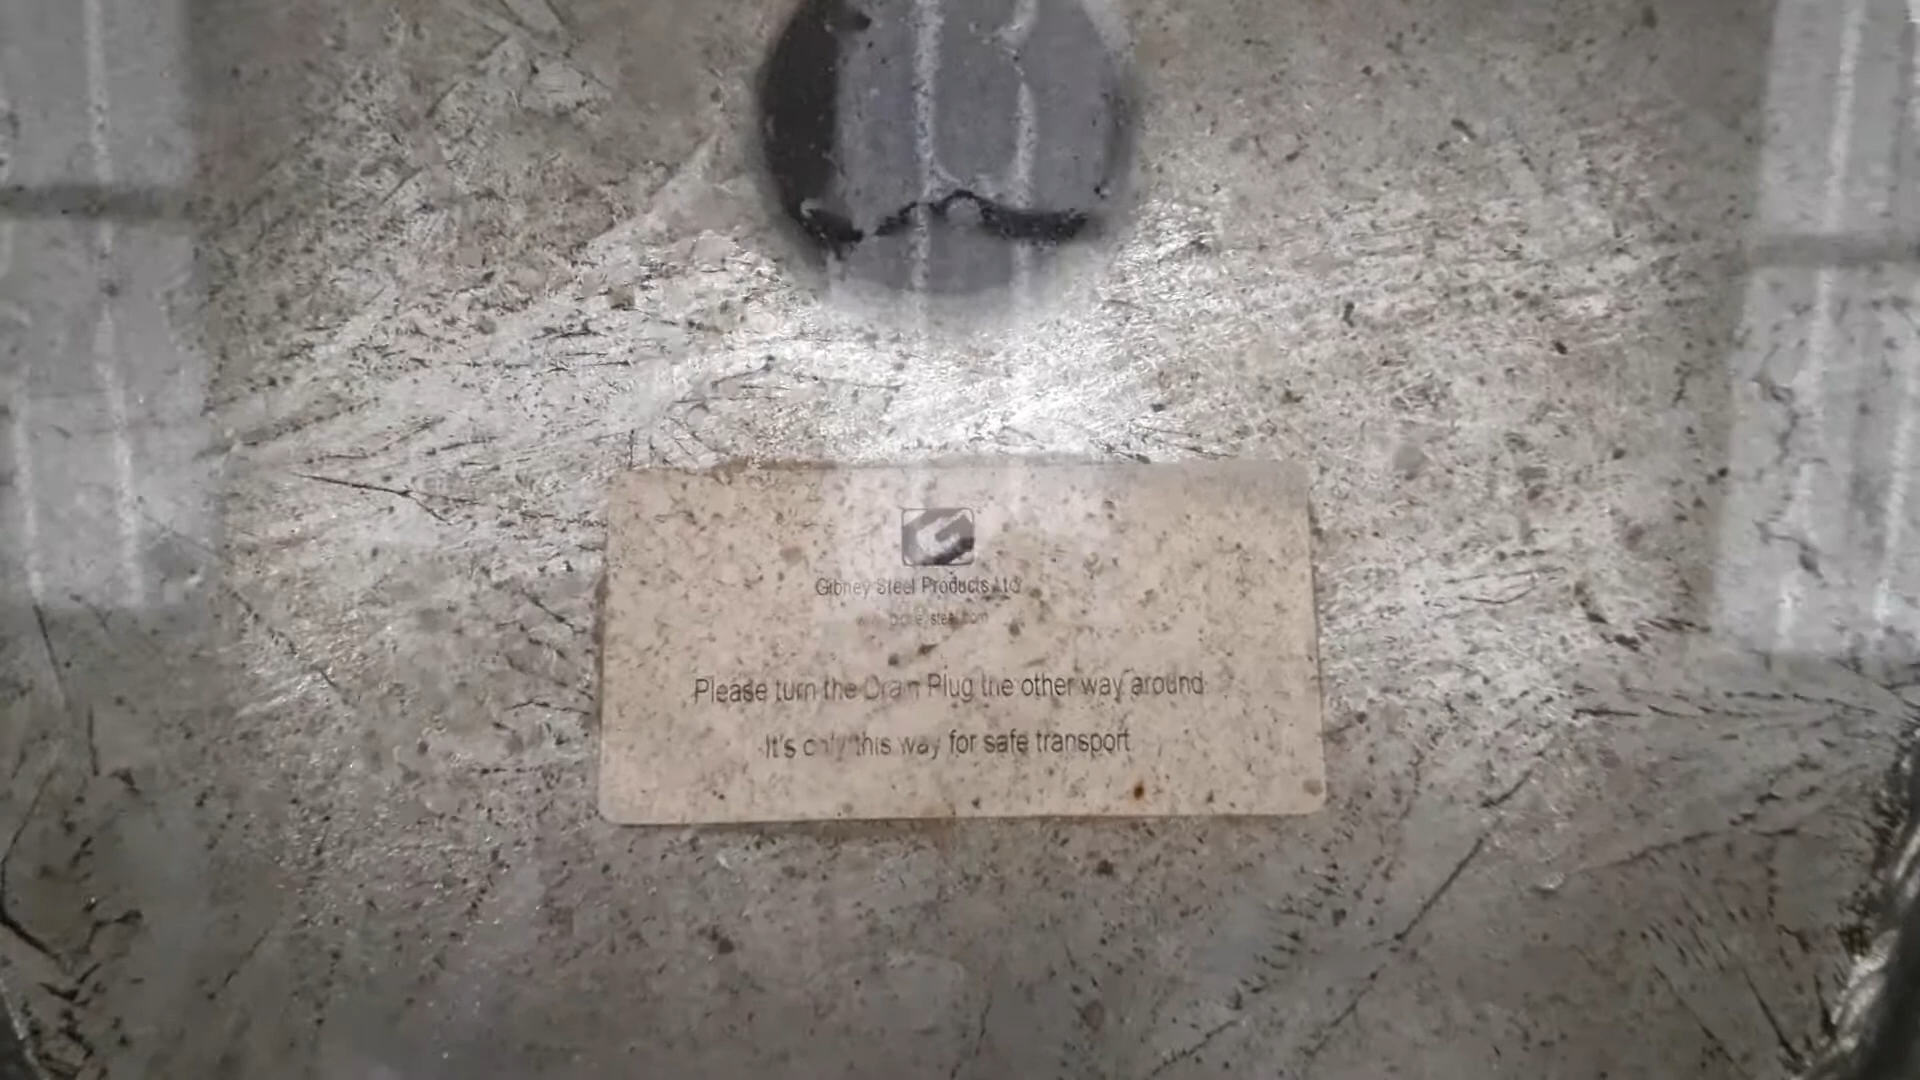 Gibney Steel Products Ltd
Please turn the Drain Plug the other way around
It's only this way for safe transport